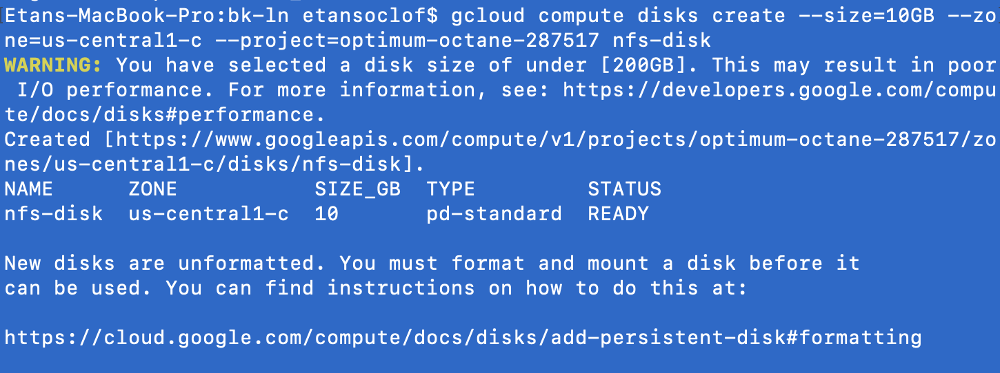 Etans-MacBook-Pro:bk-ln etansoclof$ gcloud compute disks create --size=10GB --zo
ne=us-central1-c --project=optimum-octane-287517 nfs-disk
WARNING: You have selected a disk size of under [200GB]. This may result in poor
 I/O performance. For more information, see: https://developers.google.com/compu
te/docs/disks#performance.
Created [https://www.googleapis.com/compute/v1/projects/optimum-octane-287517/zo
nes/us-central1-c/disks/nfs-disk].
NAME      ZONE           SIZE_GB  TYPE         STATUS
nfs-disk  us-central1-c  10       pd-standard  READY
New disks are unformatted. You must format and mount a disk before it
can be used. You can find instructions on how to do this at:
https://cloud.google.com/compute/docs/disks/add-persistent-disk#formatting